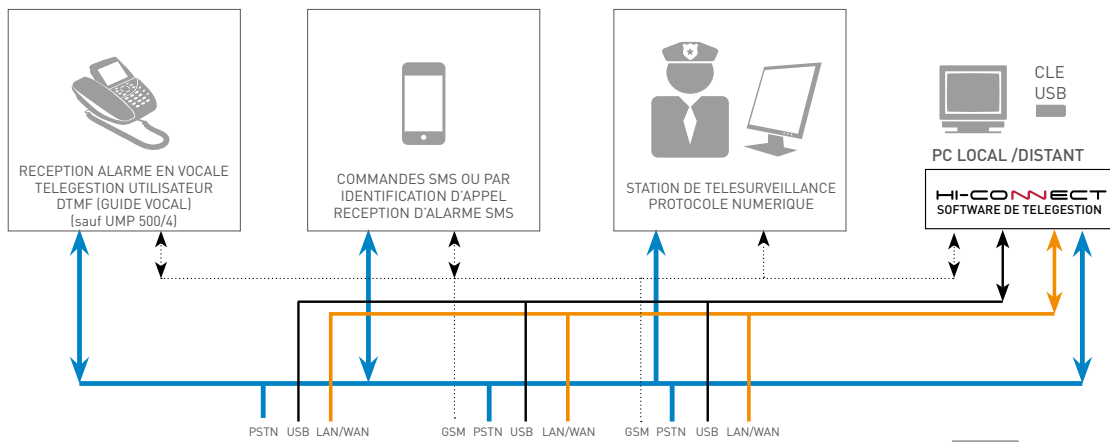 RECEPTION ALARME EN VOCALE
TELEGESTION UTILISATEUR
DTMF (GUIDE VOCAL)
(sauf UMP 500/4)
COMMANDES SMS OU PAR
IDENTIFICATION D'APPEL
RECEPTION D'ALARME SMS
STATION DE TELESURVEILLANCE
PROTOCOLE NUMERIQUE
CLE
USB
PC LOCAL /DISTANT
HI-CONNECT
SOFTWARE DE TELEGESTION
PSTN USB LAN/WAN GSM PSTN USB LAN/WAN GSM PSTN USB LAN/WAN